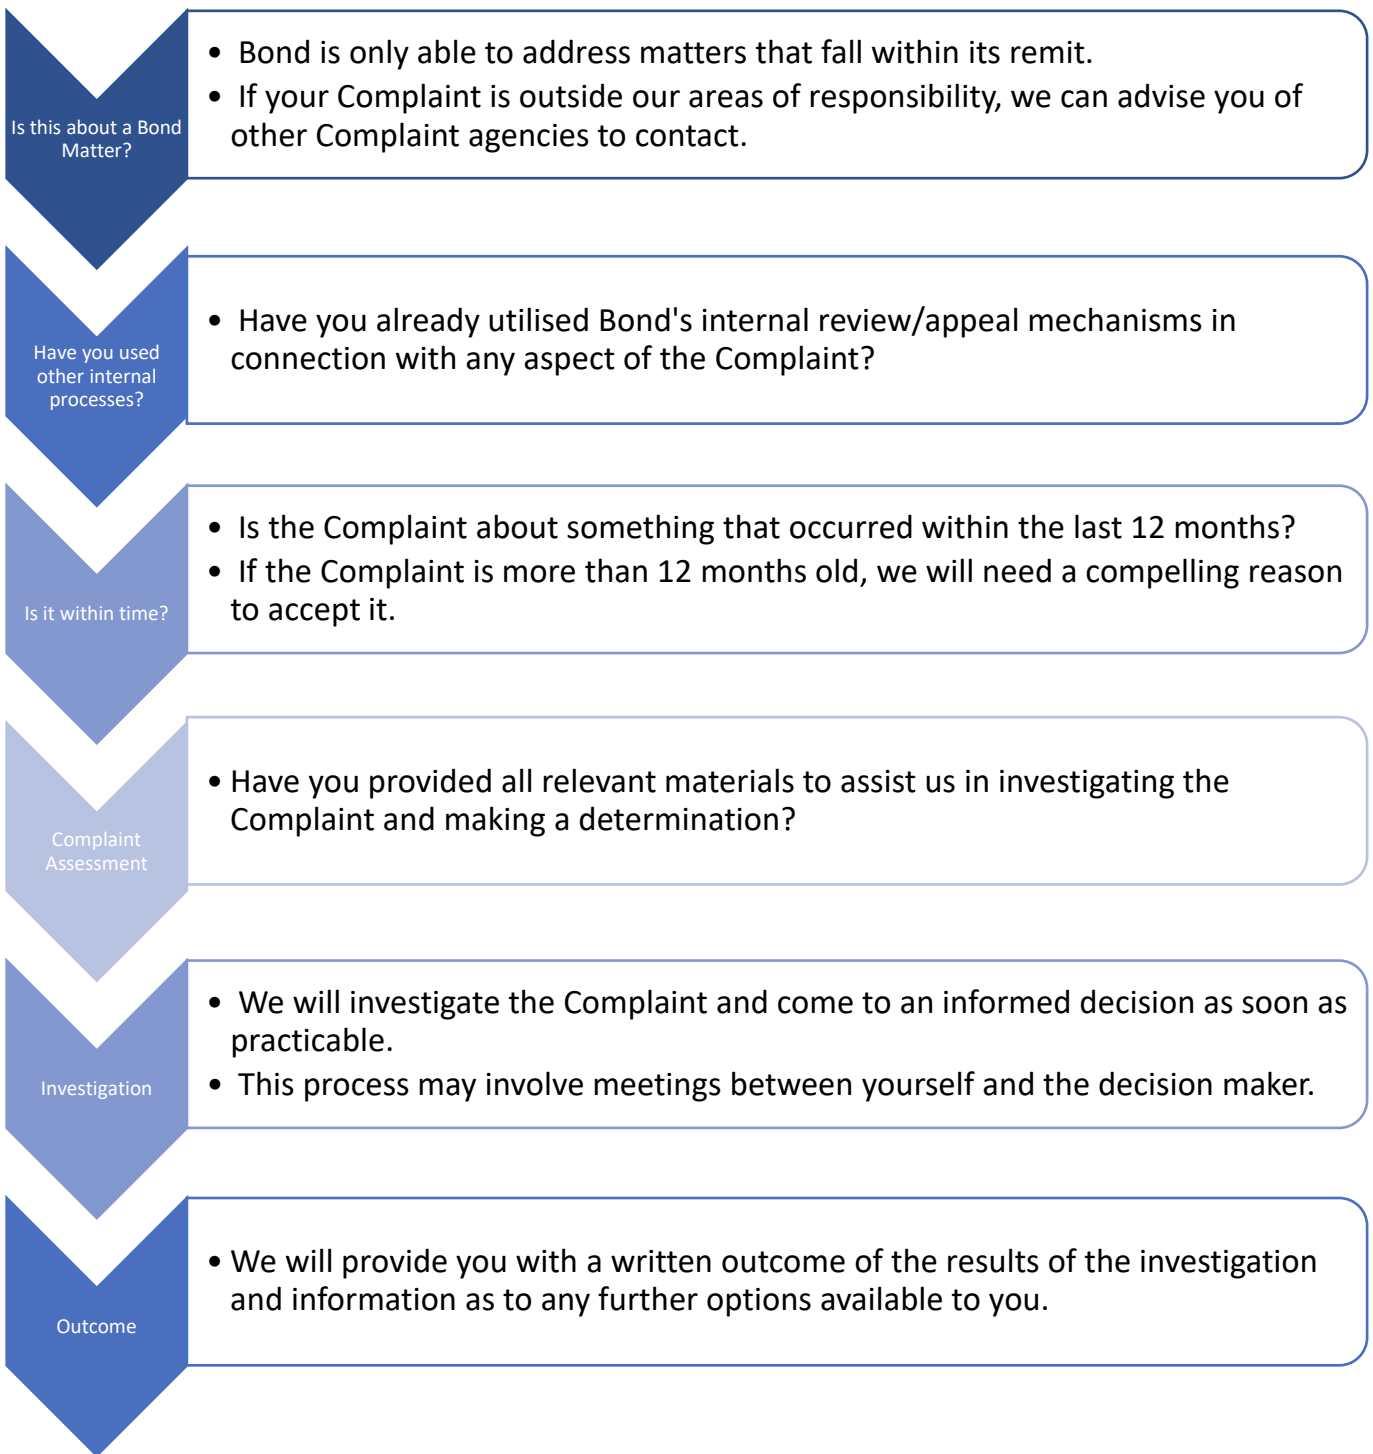 Is this about a Bond
Matter?
• Bond is only able to address matters that fall within its remit.
• If your Complaint is outside our areas of responsibility, we can advise you of
other Complaint agencies to contact.
Have you used
other internal
processes?
• Have you already utilised Bond's internal review/appeal mechanisms in
connection with any aspect of the Complaint?
Is it within time?
• Is the Complaint about something that occurred within the last 12 months?
• If the Complaint is more than 12 months old, we will need a compelling reason
to accept it.
Complaint
Assessment
• Have you provided all relevant materials to assist us in investigating the
Complaint and making a determination?
Investigation
• We will investigate the Complaint and come to an informed decision as soon as
practicable.
• This process may involve meetings between yourself and the decision maker.
Outcome
• We will provide you with a written outcome of the results of the investigation
and information as to any further options available to you.